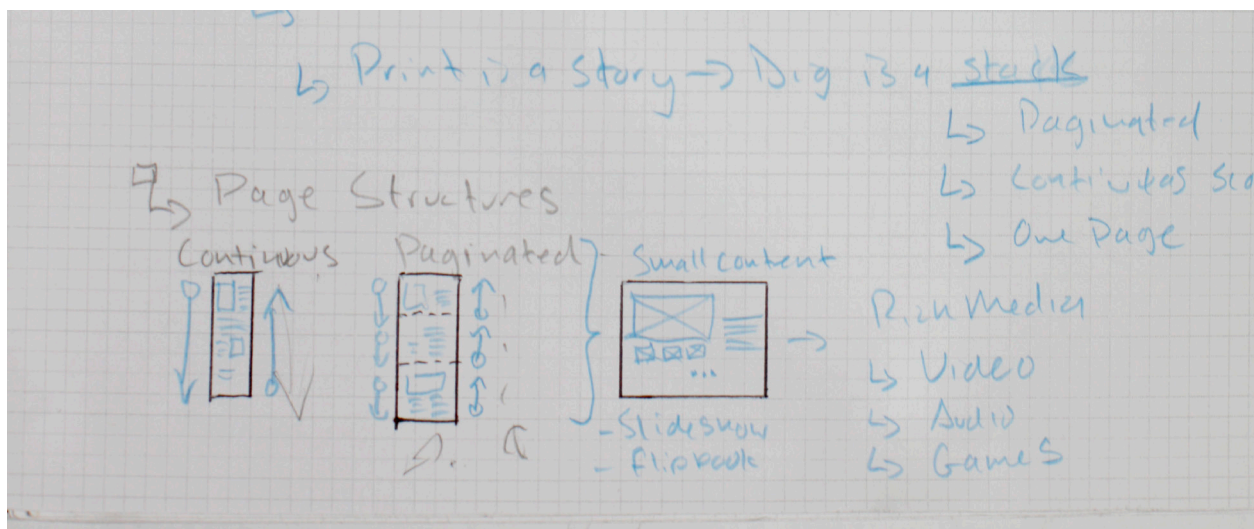 ↳ Print is a story → Dig is a stack
↳ Paginated
↳ Continuous
↳ One Page
↳ Page Structures
Continuous
Paginated
Small content
- Slideshow
- Flipbook
→ Rich Media
↳ Video
↳ Audio
↳ Games